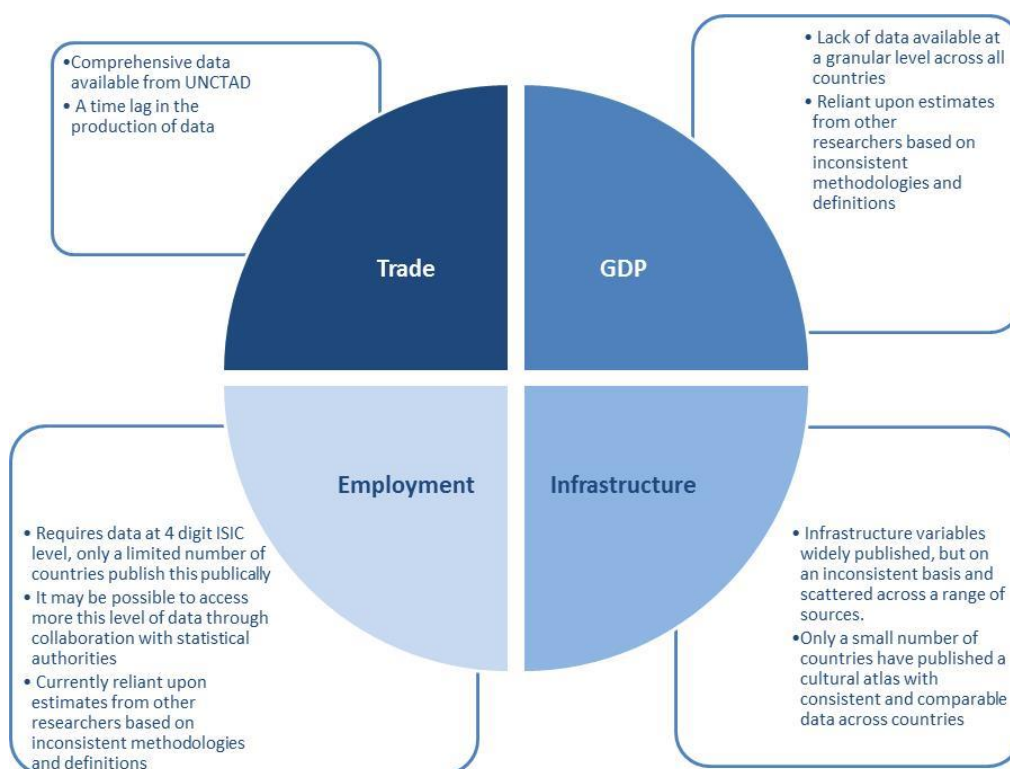 •Comprehensive data
available from UNCTAD
• A time lag in the
production of data
• Lack of data available at
a granular level across all
countries
• Reliant upon estimates
from other
researchers based on
inconsistent
methodologies and
definitions
Trade
GDP
Employment
Infrastructure
• Requires data at 4 digit ISIC
level, only a limited number of
countries publish this publically
• It may be possible to access
more this level of data through
collaboration with statistical
authorities
• Currently reliant upon
estimates from other
researchers based on
inconsistent methodologies
and definitions
• Infrastructure variables
widely published, but on
an inconsistent basis and
scattered across a range of
sources.
•Only a small number of
countries have published a
cultural atlas with
consistent and comparable
data across countries